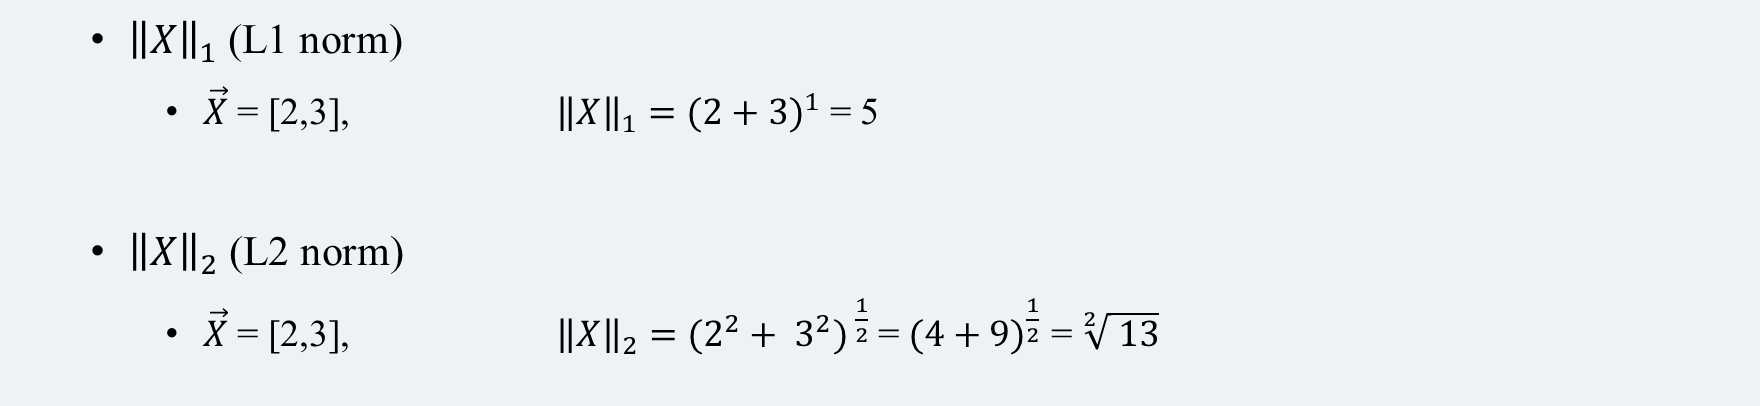 • ‖X‖₁ (L1 norm)
• X⃗ = [2,3], ‖X‖₁ = (2 + 3)¹ = 5
• ‖X‖₂ (L2 norm)
• X⃗ = [2,3], ‖X‖₂ = (2² + 3²)^(1/2) = (4 + 9)^(1/2) = ²√13